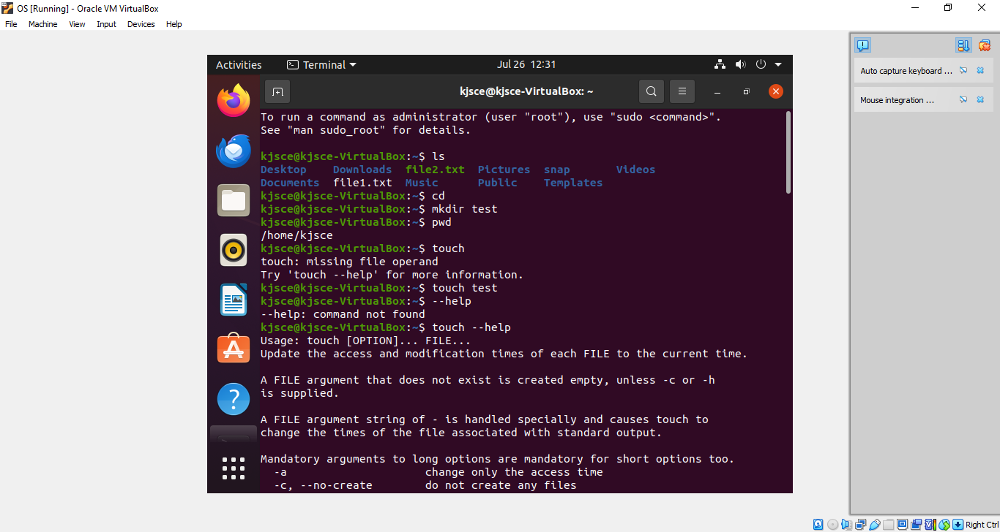 OS [Running] - Oracle VM VirtualBox
File Machine View Input Devices Help
Activities Terminal Jul 26 12:31
kjsce@kjsce-VirtualBox: ~
Auto capture keyboard ...
Mouse integration ...
To run a command as administrator (user "root"), use "sudo <command>".
See "man sudo_root" for details.
kjsce@kjsce-VirtualBox:~$ ls
Desktop Downloads file2.txt Pictures snap Videos
Documents file1.txt Music Public Templates
kjsce@kjsce-VirtualBox:~$ cd
kjsce@kjsce-VirtualBox:~$ mkdir test
kjsce@kjsce-VirtualBox:~$ pwd
/home/kjsce
kjsce@kjsce-VirtualBox:~$ touch
touch: missing file operand
Try 'touch --help' for more information.
kjsce@kjsce-VirtualBox:~$ touch test
kjsce@kjsce-VirtualBox:~$ --help
--help: command not found
kjsce@kjsce-VirtualBox:~$ touch --help
Usage: touch [OPTION]... FILE...
Update the access and modification times of each FILE to the current time.
A FILE argument that does not exist is created empty, unless -c or -h
is supplied.
A FILE argument string of - is handled specially and causes touch to
change the times of the file associated with standard output.
Mandatory arguments to long options are mandatory for short options too.
-a change only the access time
-c, --no-create do not create any files
Right Ctrl